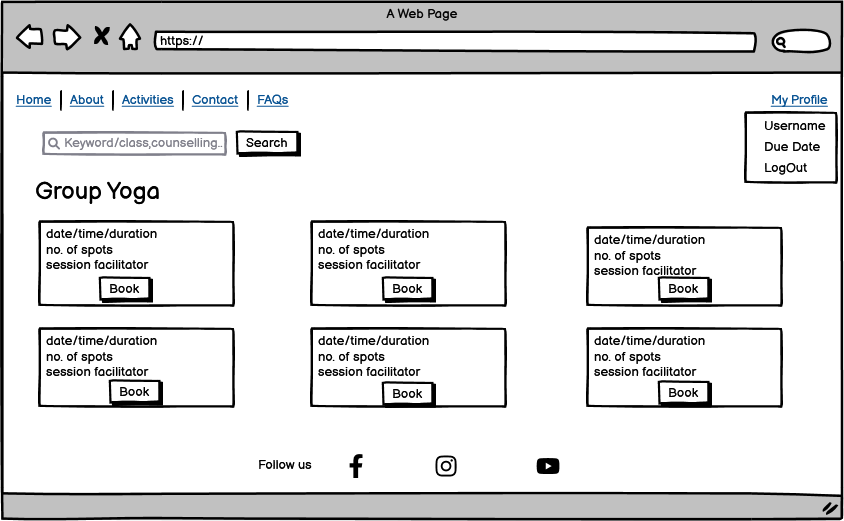 A Web Page
https://
Home | About | Activities | Contact | FAQs
My Profile
Username
Due Date
LogOut
Keyword/class,counselling..
Search
Group Yoga
date/time/duration
no. of spots
session facilitator
Book
date/time/duration
no. of spots
session facilitator
Book
date/time/duration
no. of spots
session facilitator
Book
date/time/duration
no. of spots
session facilitator
Book
date/time/duration
no. of spots
session facilitator
Book
date/time/duration
no. of spots
session facilitator
Book
Follow us